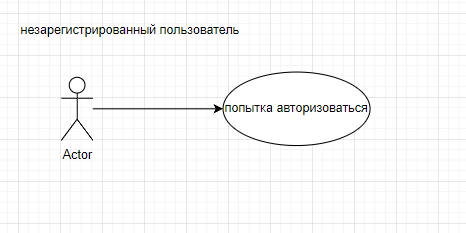 незарегистрированный пользователь
попытка авторизоваться
Actor